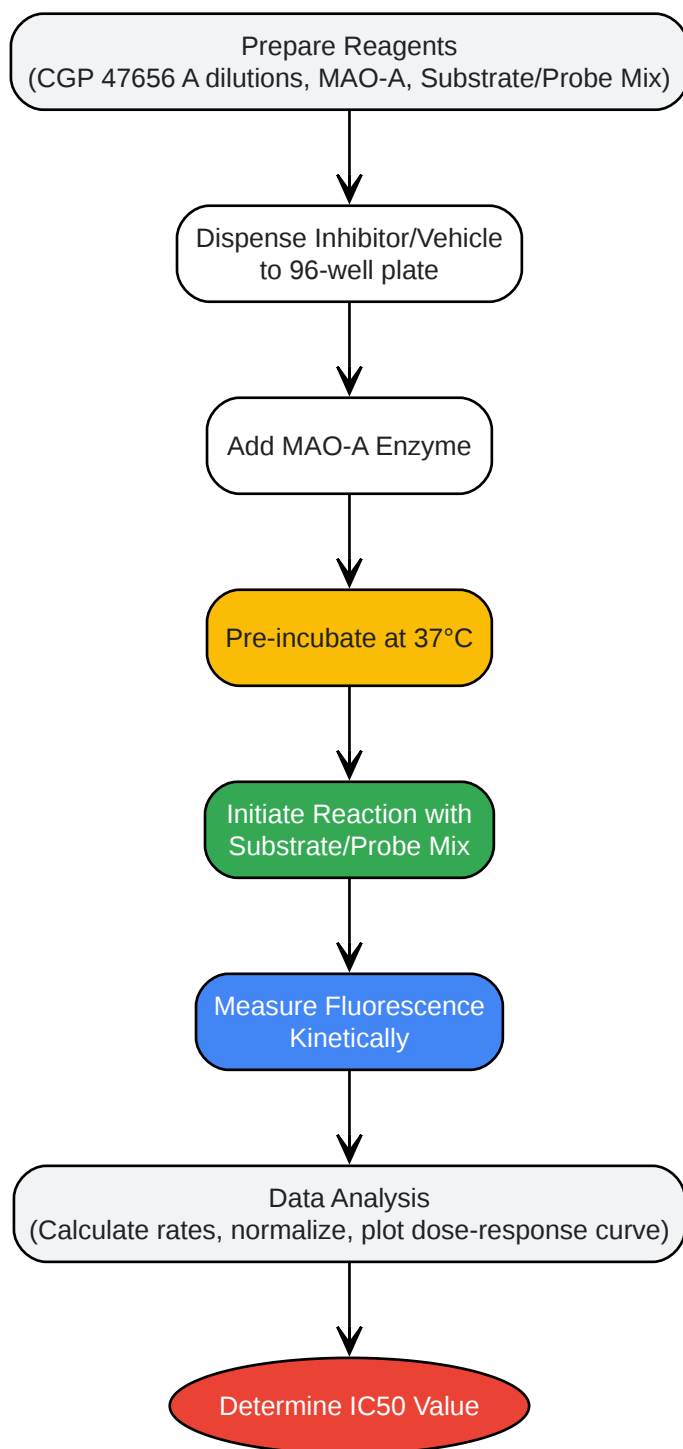 Prepare Reagents
(CGP 47656 A dilutions, MAO-A, Substrate/Probe Mix)
Dispense Inhibitor/Vehicle
to 96-well plate
Add MAO-A Enzyme
Pre-incubate at 37°C
Initiate Reaction with
Substrate/Probe Mix
Measure Fluorescence
Kinetically
Data Analysis
(Calculate rates, normalize, plot dose-response curve)
Determine IC50 Value